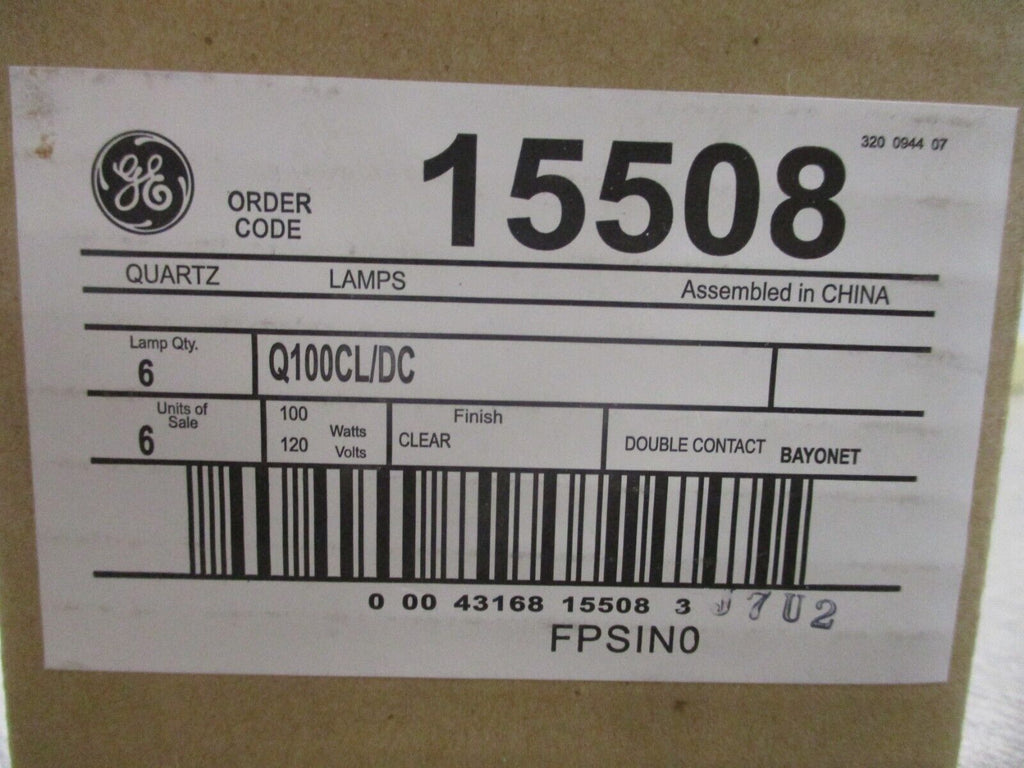 GE
ORDER CODE
15508
320 0944 07
QUARTZ LAMPS Assembled in CHINA
Lamp Qty.
6
Q100CL/DC
Units of Sale
6
100 Watts
120 Volts
Finish
CLEAR
DOUBLE CONTACT BAYONET
0 00 43168 15508 3 J7U2
FPSIN0